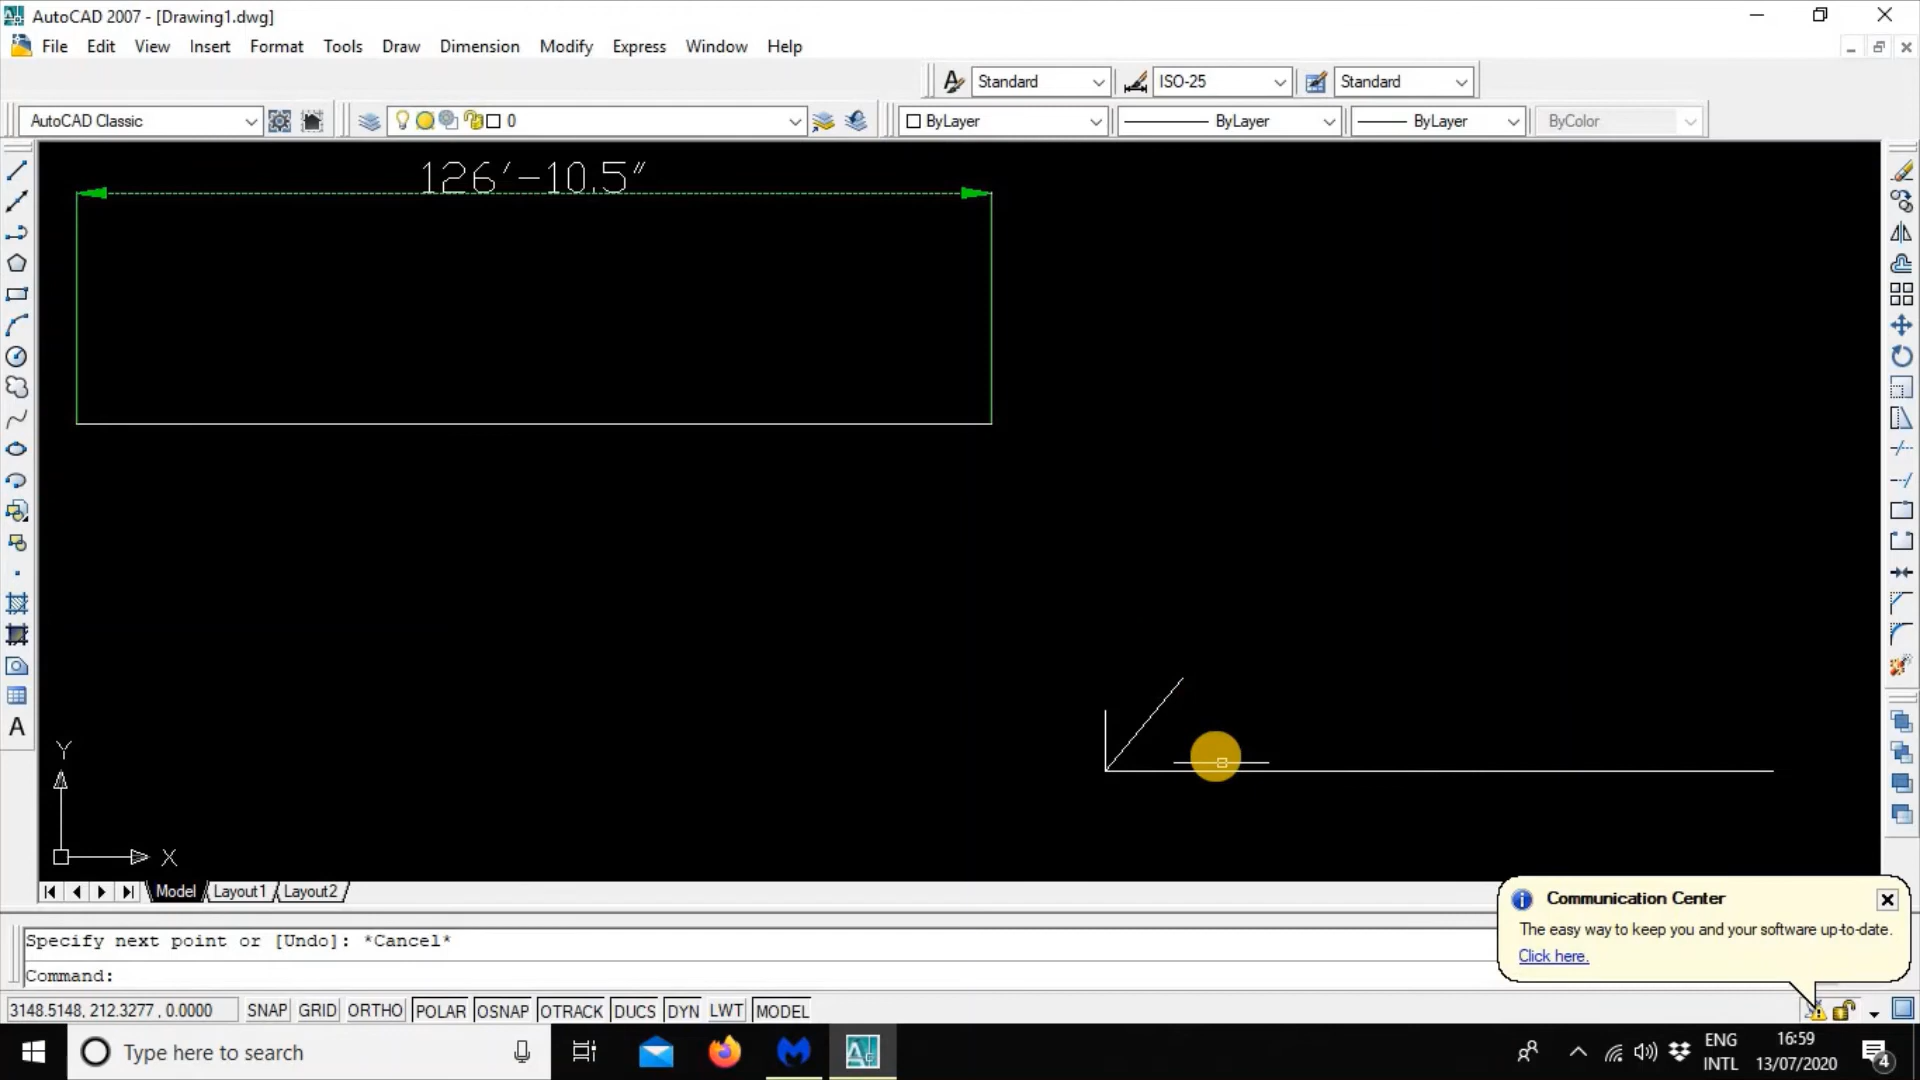 AutoCAD 2007 - [Drawing1.dwg]
File Edit View Insert Format Tools Draw Dimension Modify Express Window Help
Standard ISO-25 Standard
AutoCAD Classic 0 ByLayer ByLayer ByLayer ByColor
126'-10.5"
A
Y
X
Model Layout1 Layout2
Communication Center
The easy way to keep you and your software up-to-date.
Click here.
Specify next point or [Undo]: *Cancel*
Command:
3148.5148, 212.3277 , 0.0000 SNAP GRID ORTHO POLAR OSNAP OTRACK DUCS DYN LWT MODEL
Type here to search
ENG
INTL
16:59
13/07/2020
4